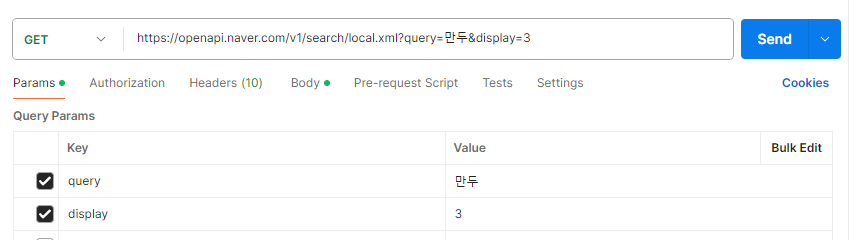 GET https://openapi.naver.com/v1/search/local.xml?query=만두&display=3 Send
Params Authorization Headers (10) Body Pre-request Script Tests Settings Cookies
Query Params
Key Value Bulk Edit
query 만두
display 3